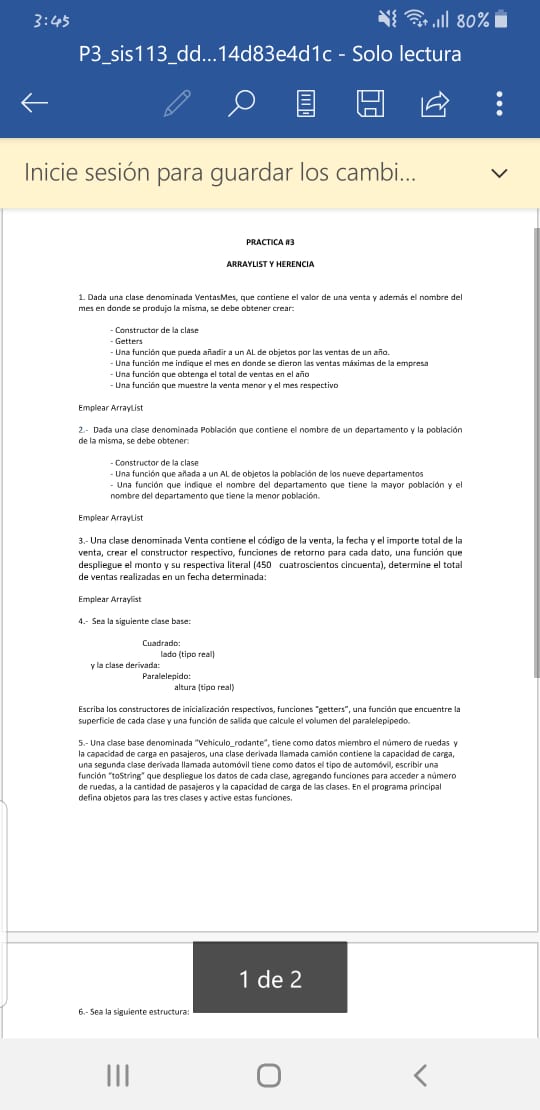 3:45
80%
P3_sis113_dd...14d83e4d1c - Solo lectura
Inicie sesión para guardar los cambi...
PRACTICA #3
ARRAYLIST Y HERENCIA
1. Dada una clase denominada VentasMes, que contiene el valor de una venta y además el nombre del
mes en donde se produjo la misma, se debe obtener crear:
- Constructor de la clase
- Getters
- Una función que pueda añadir a un AL de objetos por las ventas de un año.
- Una función me indique el mes en donde se dieron las ventas máximas de la empresa
- Una función que obtenga el total de ventas en el año
- Una función que muestre la venta menor y el mes respectivo
Emplear ArrayList
2.- Dada una clase denominada Población que contiene el nombre de un departamento y la población
de la misma, se debe obtener:
- Constructor de la clase
- Una función que añada a un AL de objetos la población de los nueve departamentos
- Una función que indique el nombre del departamento que tiene la mayor población y el
nombre del departamento que tiene la menor población.
Emplear ArrayList
3.- Una clase denominada Venta contiene el código de la venta, la fecha y el importe total de la
venta, crear el constructor respectivo, funciones de retorno para cada dato, una función que
despliegue el monto y su respectiva literal (450 cuatroscientos cincuenta), determine el total
de ventas realizadas en un fecha determinada:
Emplear Arraylist
4.- Sea la siguiente clase base:
Cuadrado:
lado (tipo real)
y la clase derivada:
Paralelepido:
altura (tipo real)
Escriba los constructores de inicialización respectivos, funciones "getters", una función que encuentre la
superficie de cada clase y una función de salida que calcule el volumen del paralelepipedo.
5.- Una clase base denominada "Vehiculo_rodante", tiene como datos miembro el número de ruedas y
la capacidad de carga en pasajeros, una clase derivada llamada camión contiene la capacidad de carga,
una segunda clase derivada llamada automóvil tiene como datos el tipo de automóvil, escribir una
función "toString" que despliegue los datos de cada clase, agregando funciones para acceder a número
de ruedas, a la cantidad de pasajeros y la capacidad de carga de las clases. En el programa principal
defina objetos para las tres clases y active estas funciones.
1 de 2
6.- Sea la siguiente estructura: